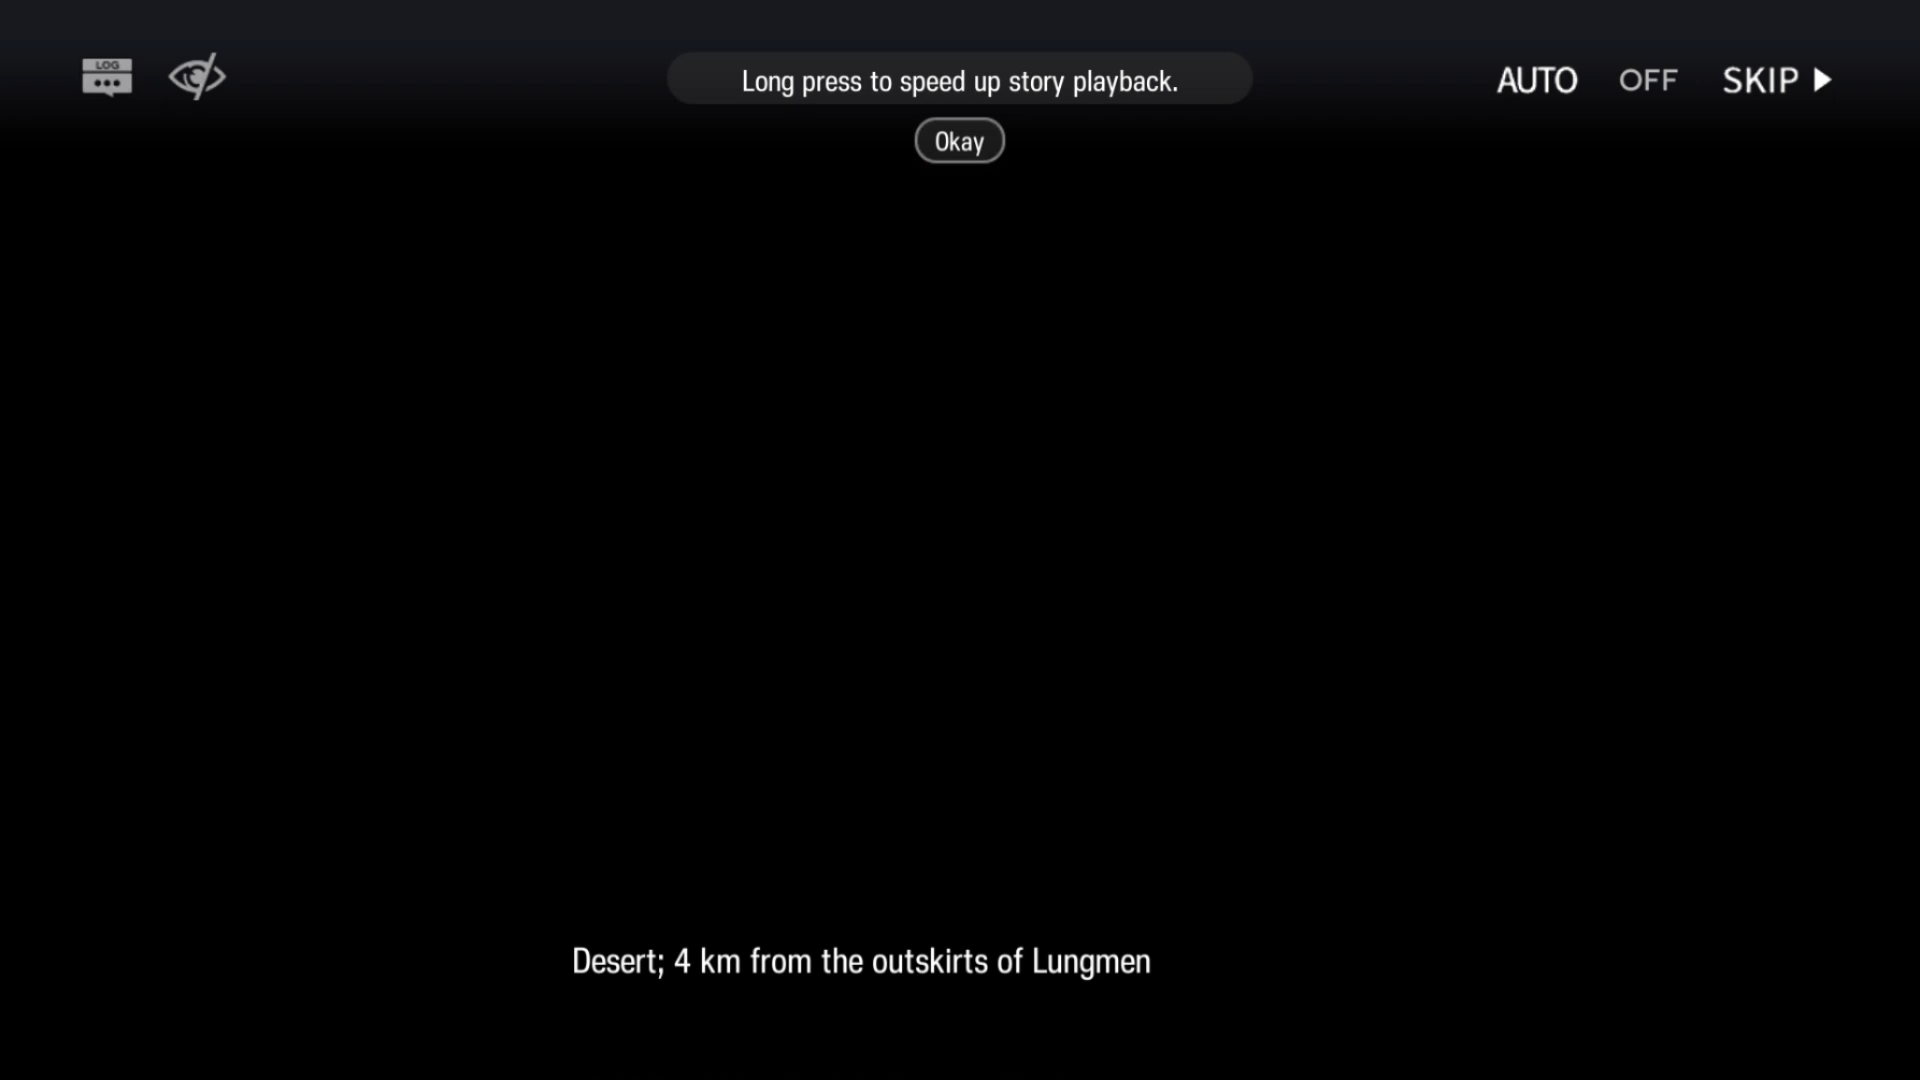 LOG
Long press to speed up story playback.
AUTO OFF SKIP
Okay
Desert; 4 km from the outskirts of Lungmen